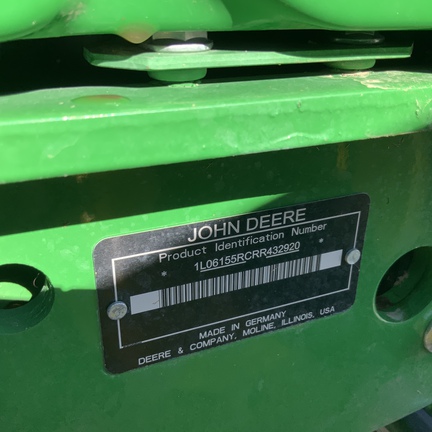 JOHN DEERE
Product Identification Number
* 1L06155RCRR432920 *
MADE IN GERMANY
DEERE & COMPANY, MOLINE, ILLINOIS, USA